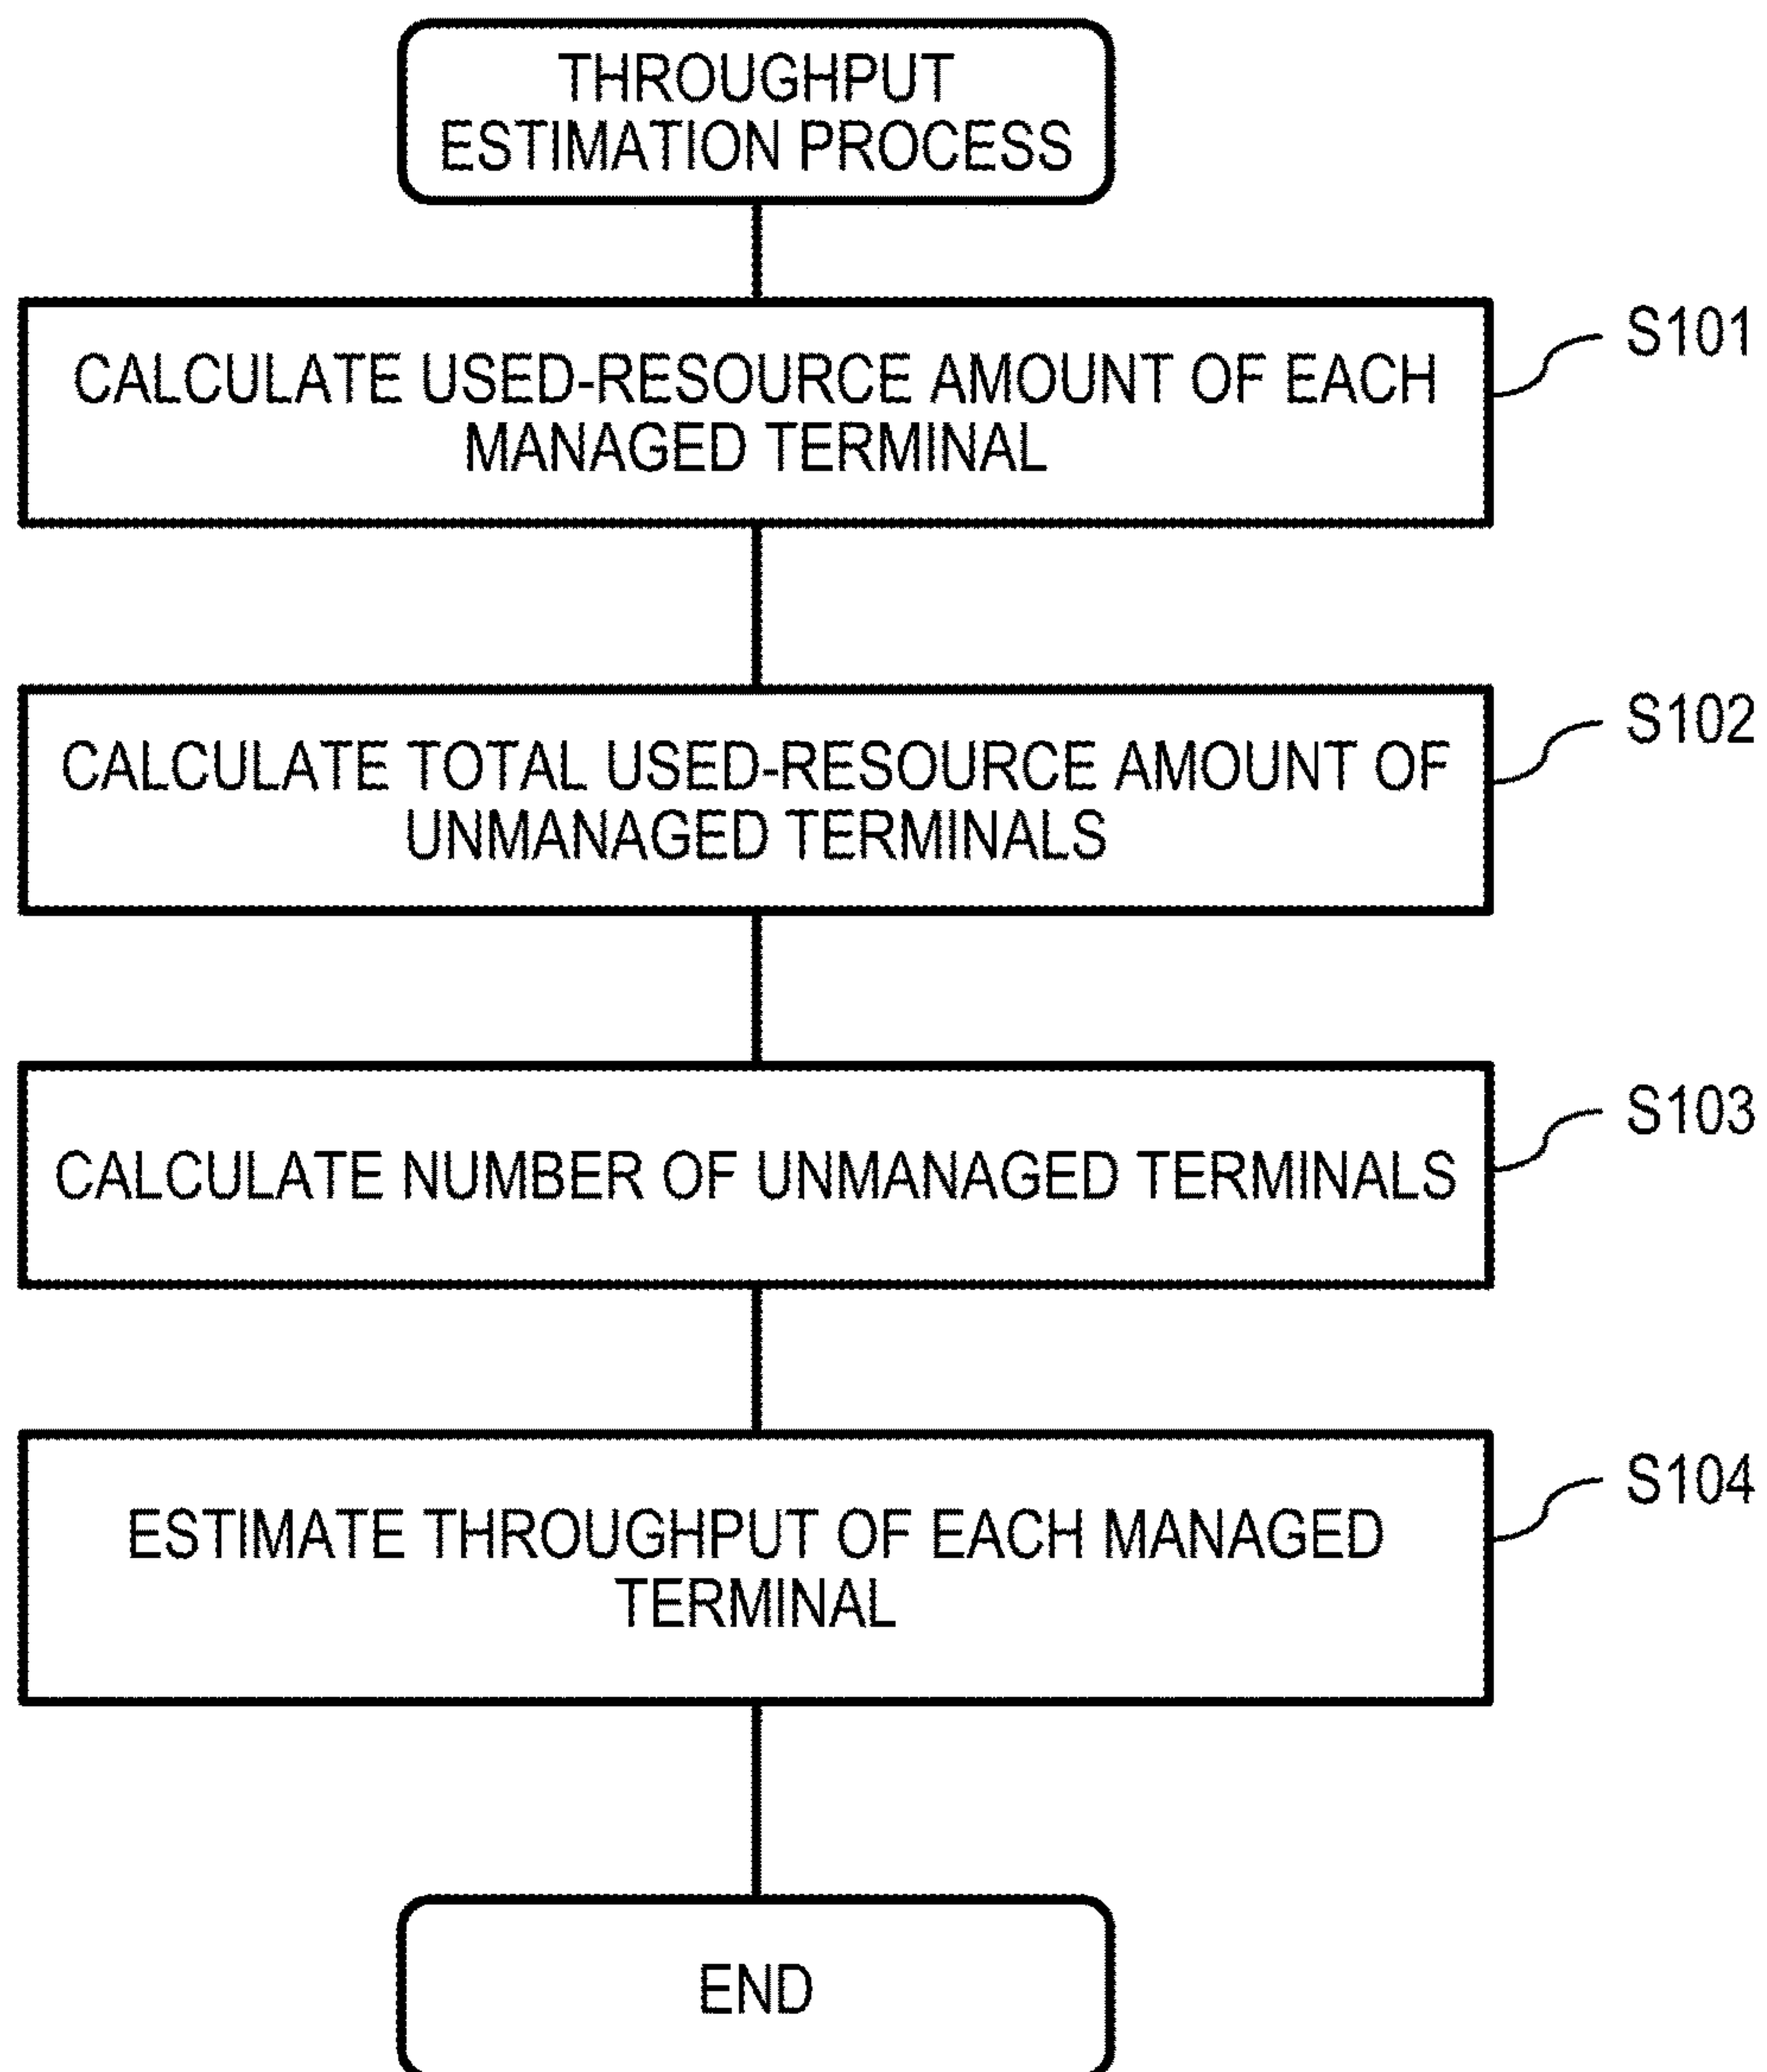 THROUGHPUT
ESTIMATION PROCESS
CALCULATE USED-RESOURCE AMOUNT OF EACH
MANAGED TERMINAL
S101
CALCULATE TOTAL USED-RESOURCE AMOUNT OF
UNMANAGED TERMINALS
S102
CALCULATE NUMBER OF UNMANAGED TERMINALS
S103
ESTIMATE THROUGHPUT OF EACH MANAGED
TERMINAL
S104
END